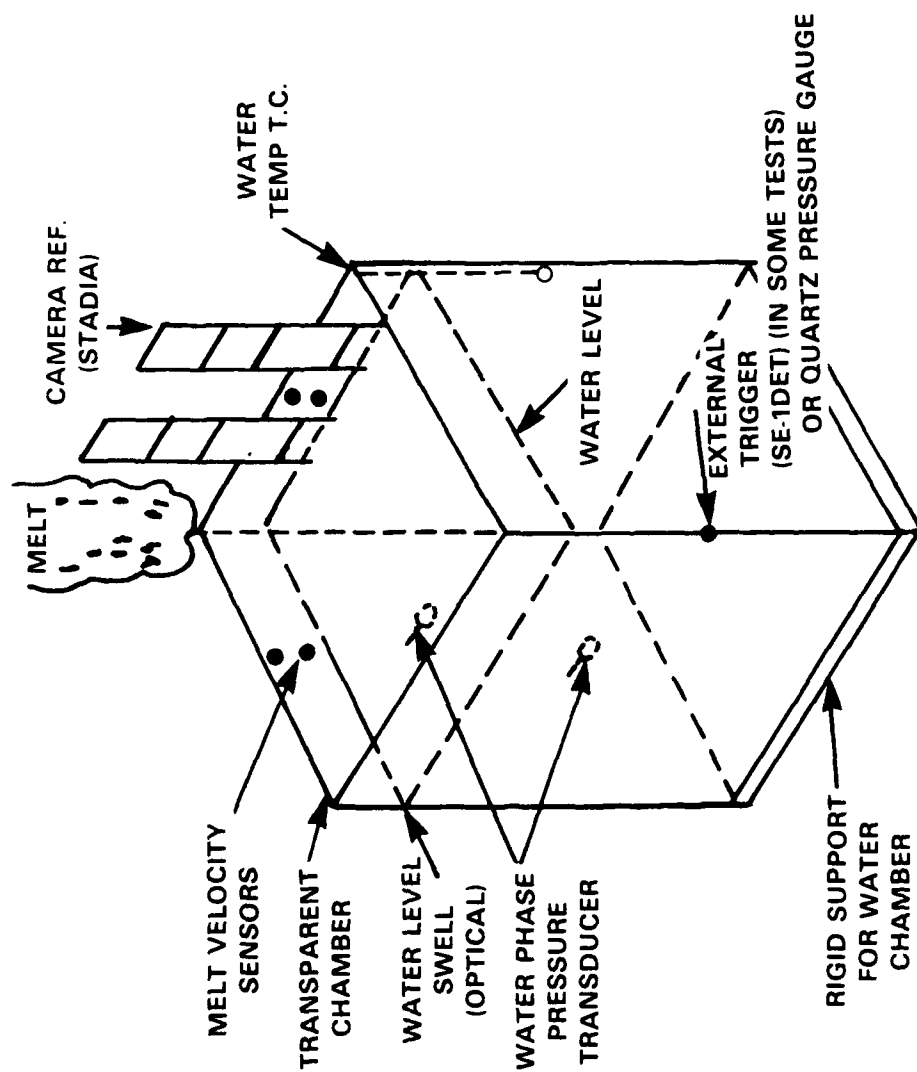 MELT
CAMERA REF.
(STADIA)
WATER
TEMP T.C.
MELT VELOCITY
SENSORS
TRANSPARENT
CHAMBER
WATER LEVEL
SWELL
(OPTICAL)
WATER PHASE
PRESSURE
TRANSDUCER
RIGID SUPPORT
FOR WATER
CHAMBER
WATER LEVEL
EXTERNAL
TRIGGER
(SE-1DET) (IN SOME TESTS)
OR QUARTZ PRESSURE GAUGE